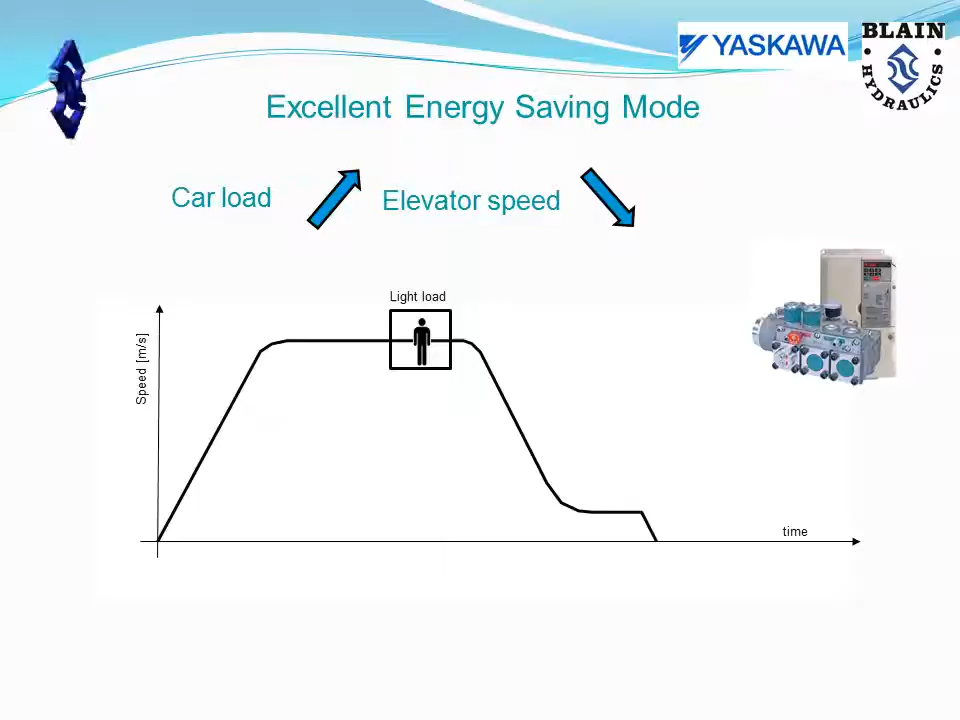 YASKAWA
BLAIN
HYDRAULICS
Excellent Energy Saving Mode
Car load
Elevator speed
Light load
Speed [m/s]
time